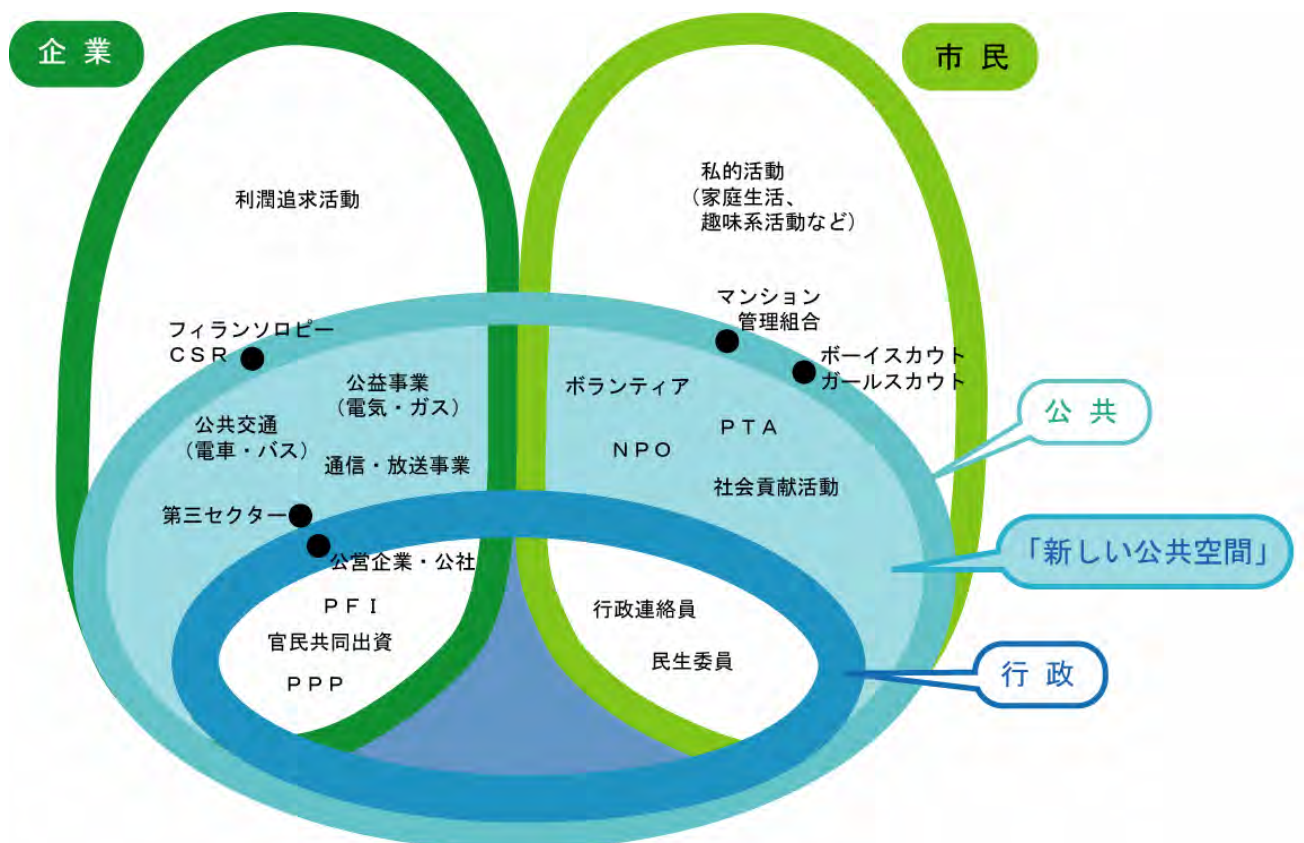 企業
市民
利潤追求活動
私的活動
（家庭生活、
趣味系活動など）
フィランソロピー
ＣＳＲ
マンション
管理組合
ボーイスカウト
ガールスカウト
公益事業
（電気・ガス）
公共交通
（電車・バス）
通信・放送事業
第三セクター
ボランティア
ＰＴＡ
ＮＰＯ
社会貢献活動
公共
「新しい公共空間」
公営企業・公社
ＰＦＩ
官民共同出資
ＰＰＰ
行政連絡員
民生委員
行政